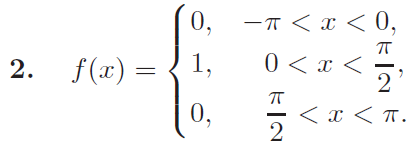 2. f(x) = { 0, −π < x < 0,
1, 0 < x < π/2,
0, π/2 < x < π.